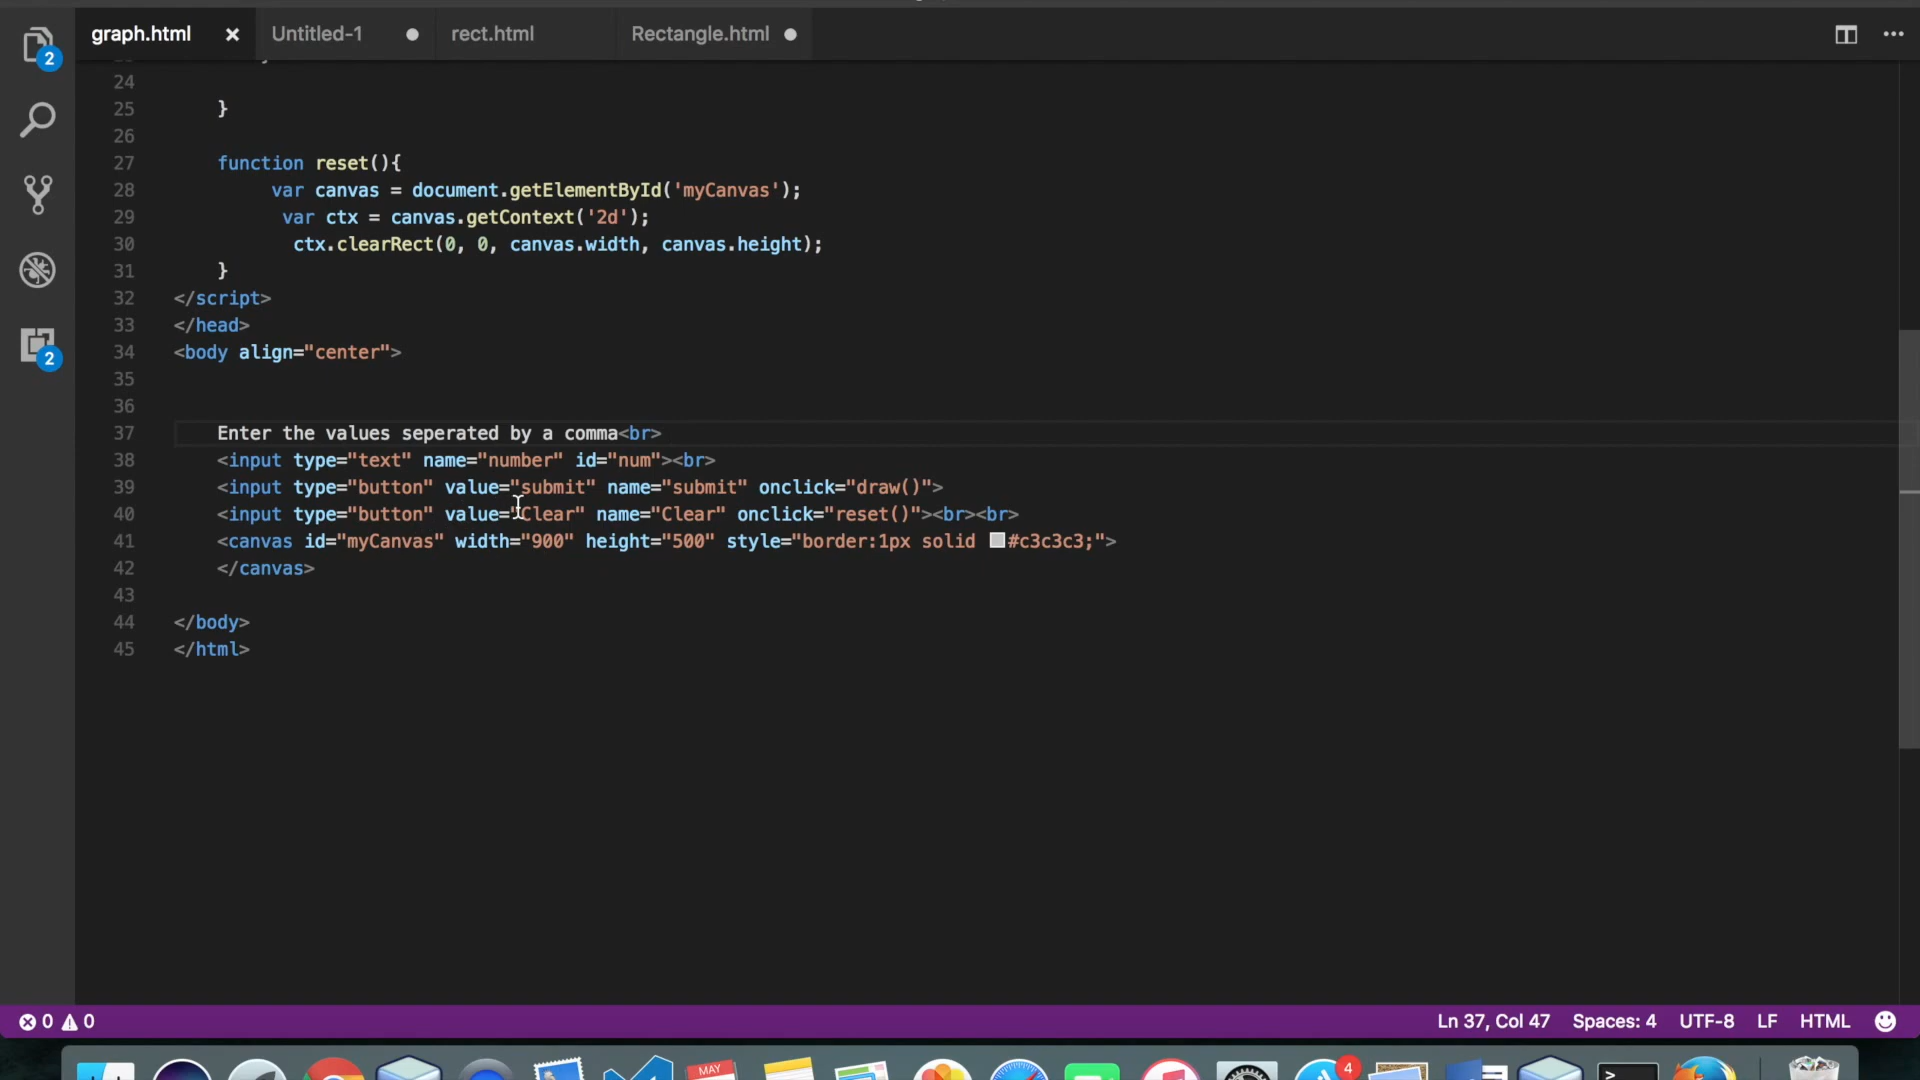 graph.html
Untitled-1
rect.html
Rectangle.html
2
2
24
25 }
26
27 function reset(){
28 var canvas = document.getElementById('myCanvas');
29 var ctx = canvas.getContext('2d');
30 ctx.clearRect(0, 0, canvas.width, canvas.height);
31 }
32 </script>
33 </head>
34 <body align="center">
35
36
37 Enter the values seperated by a comma<br>
38 <input type="text" name="number" id="num"><br>
39 <input type="button" value="submit" name="submit" onclick="draw()">
40 <input type="button" value="Clear" name="Clear" onclick="reset()"><br><br>
41 <canvas id="myCanvas" width="900" height="500" style="border:1px solid #c3c3c3;">
42 </canvas>
43
44 </body>
45 </html>
0 0
Ln 37, Col 47 Spaces: 4 UTF-8 LF HTML
MAY
4